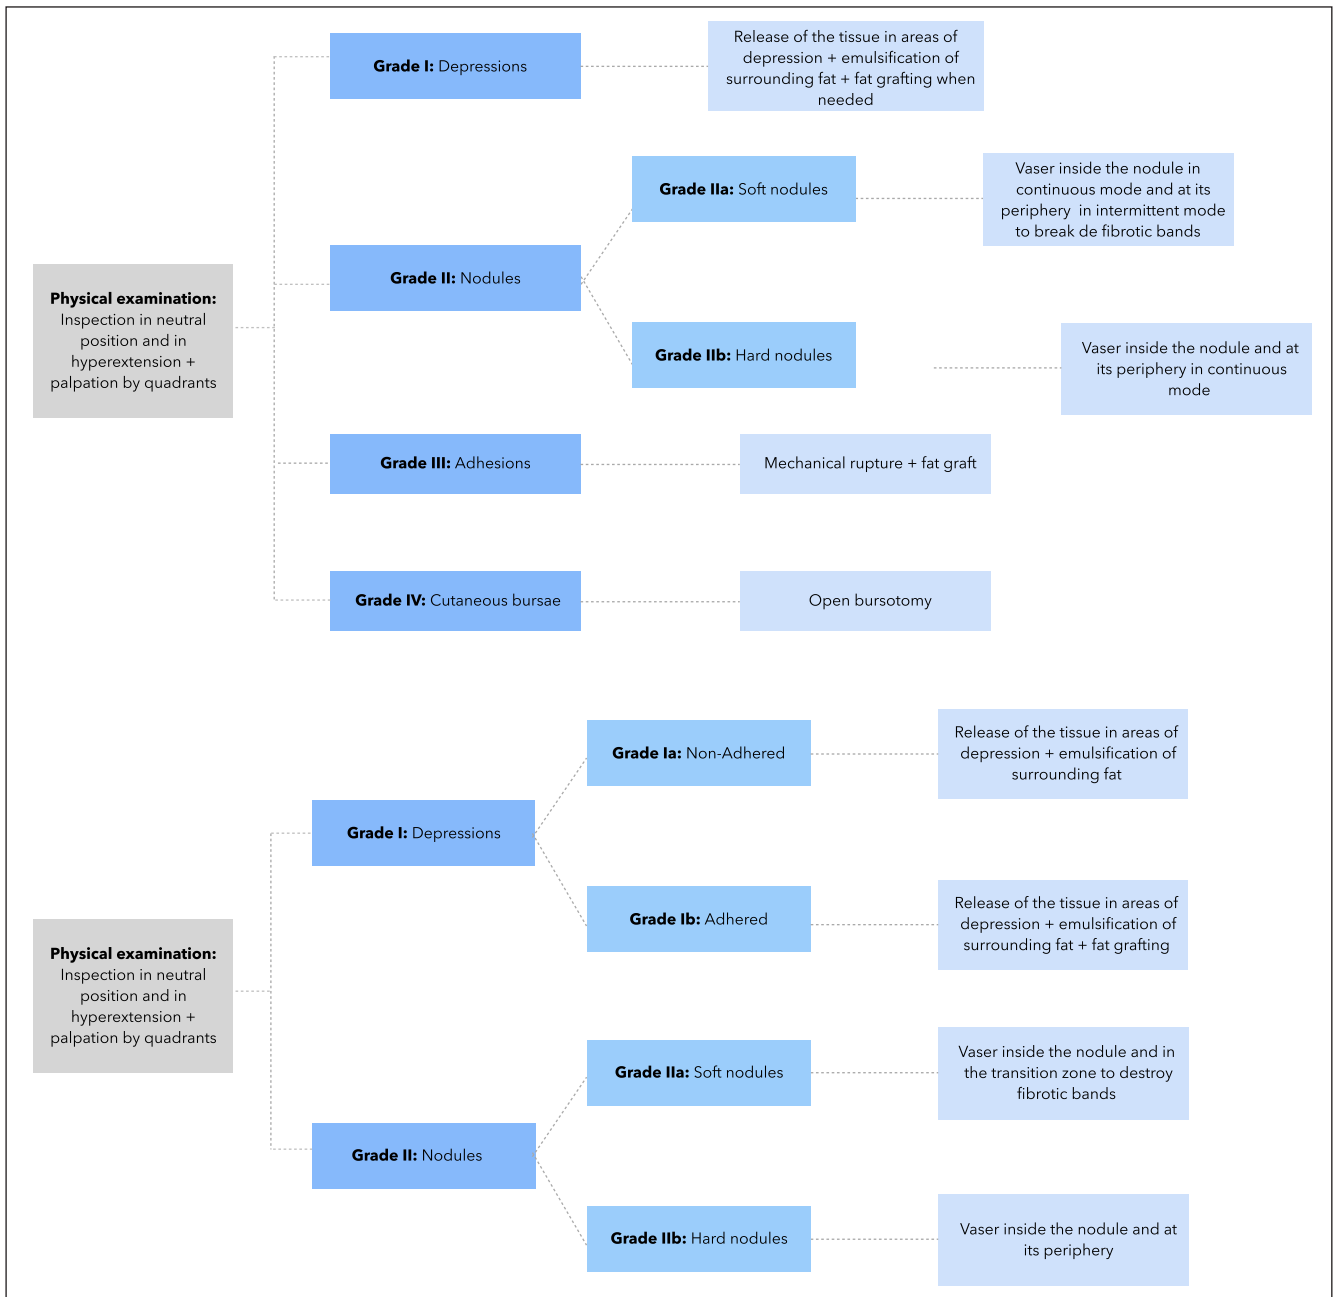 Physical examination:
Inspection in neutral
position and in
hyperextension +
palpation by quadrants
Grade I: Depressions
Release of the tissue in areas of
depression + emulsification of
surrounding fat + fat grafting when
needed
Grade II: Nodules
Grade IIa: Soft nodules
Vaser inside the nodule in
continuous mode and at its
periphery in intermittent mode
to break de fibrotic bands
Grade IIb: Hard nodules
Vaser inside the nodule and at
its periphery in continuous
mode
Grade III: Adhesions
Mechanical rupture + fat graft
Grade IV: Cutaneous bursae
Open bursotomy
Physical examination:
Inspection in neutral
position and in
hyperextension +
palpation by quadrants
Grade I: Depressions
Grade Ia: Non-Adhered
Release of the tissue in areas of
depression + emulsification of
surrounding fat
Grade Ib: Adhered
Release of the tissue in areas of
depression + emulsification of
surrounding fat + fat grafting
Grade II: Nodules
Grade IIa: Soft nodules
Vaser inside the nodule and in
the transition zone to destroy
fibrotic bands
Grade IIb: Hard nodules
Vaser inside the nodule and at
its periphery